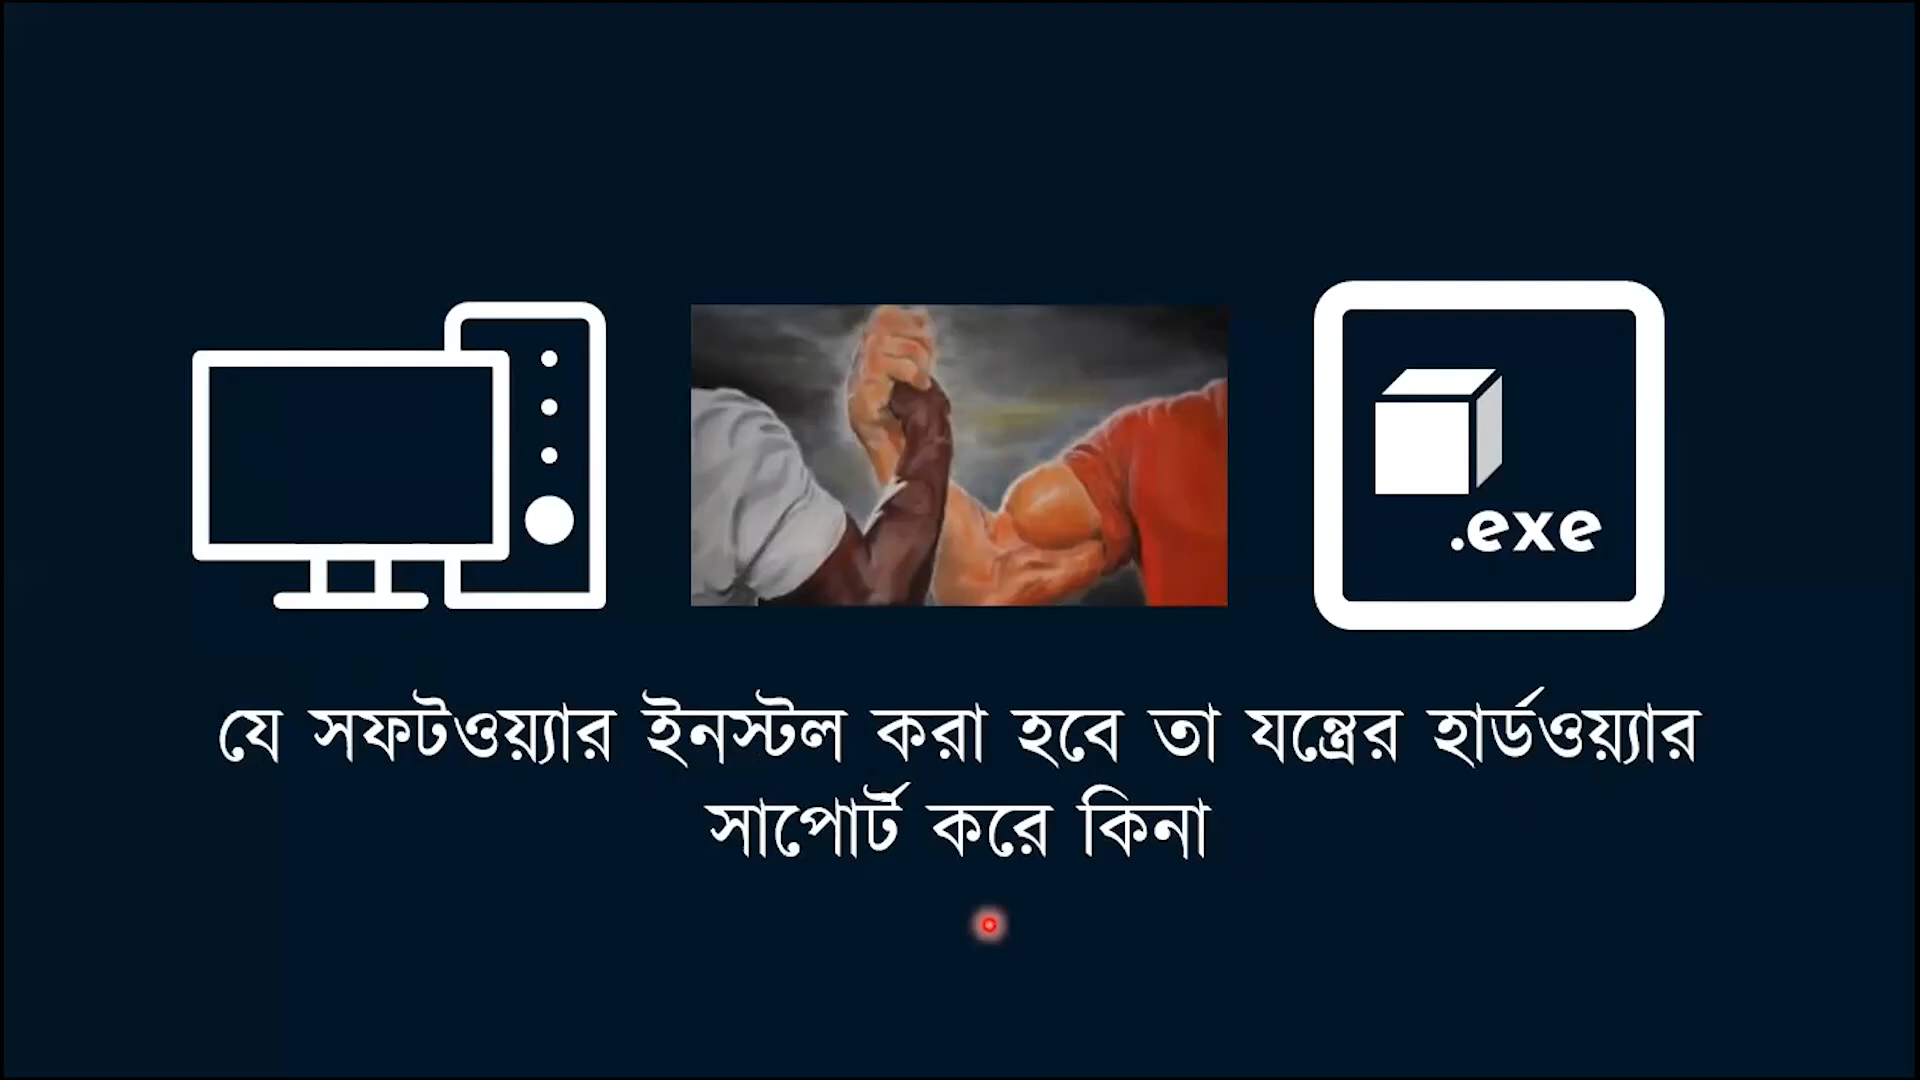 .exe
যে সফটওয়্যার ইনস্টল করা হবে তা যন্ত্রের হার্ডওয়্যার
সাপোর্ট করে কিনা